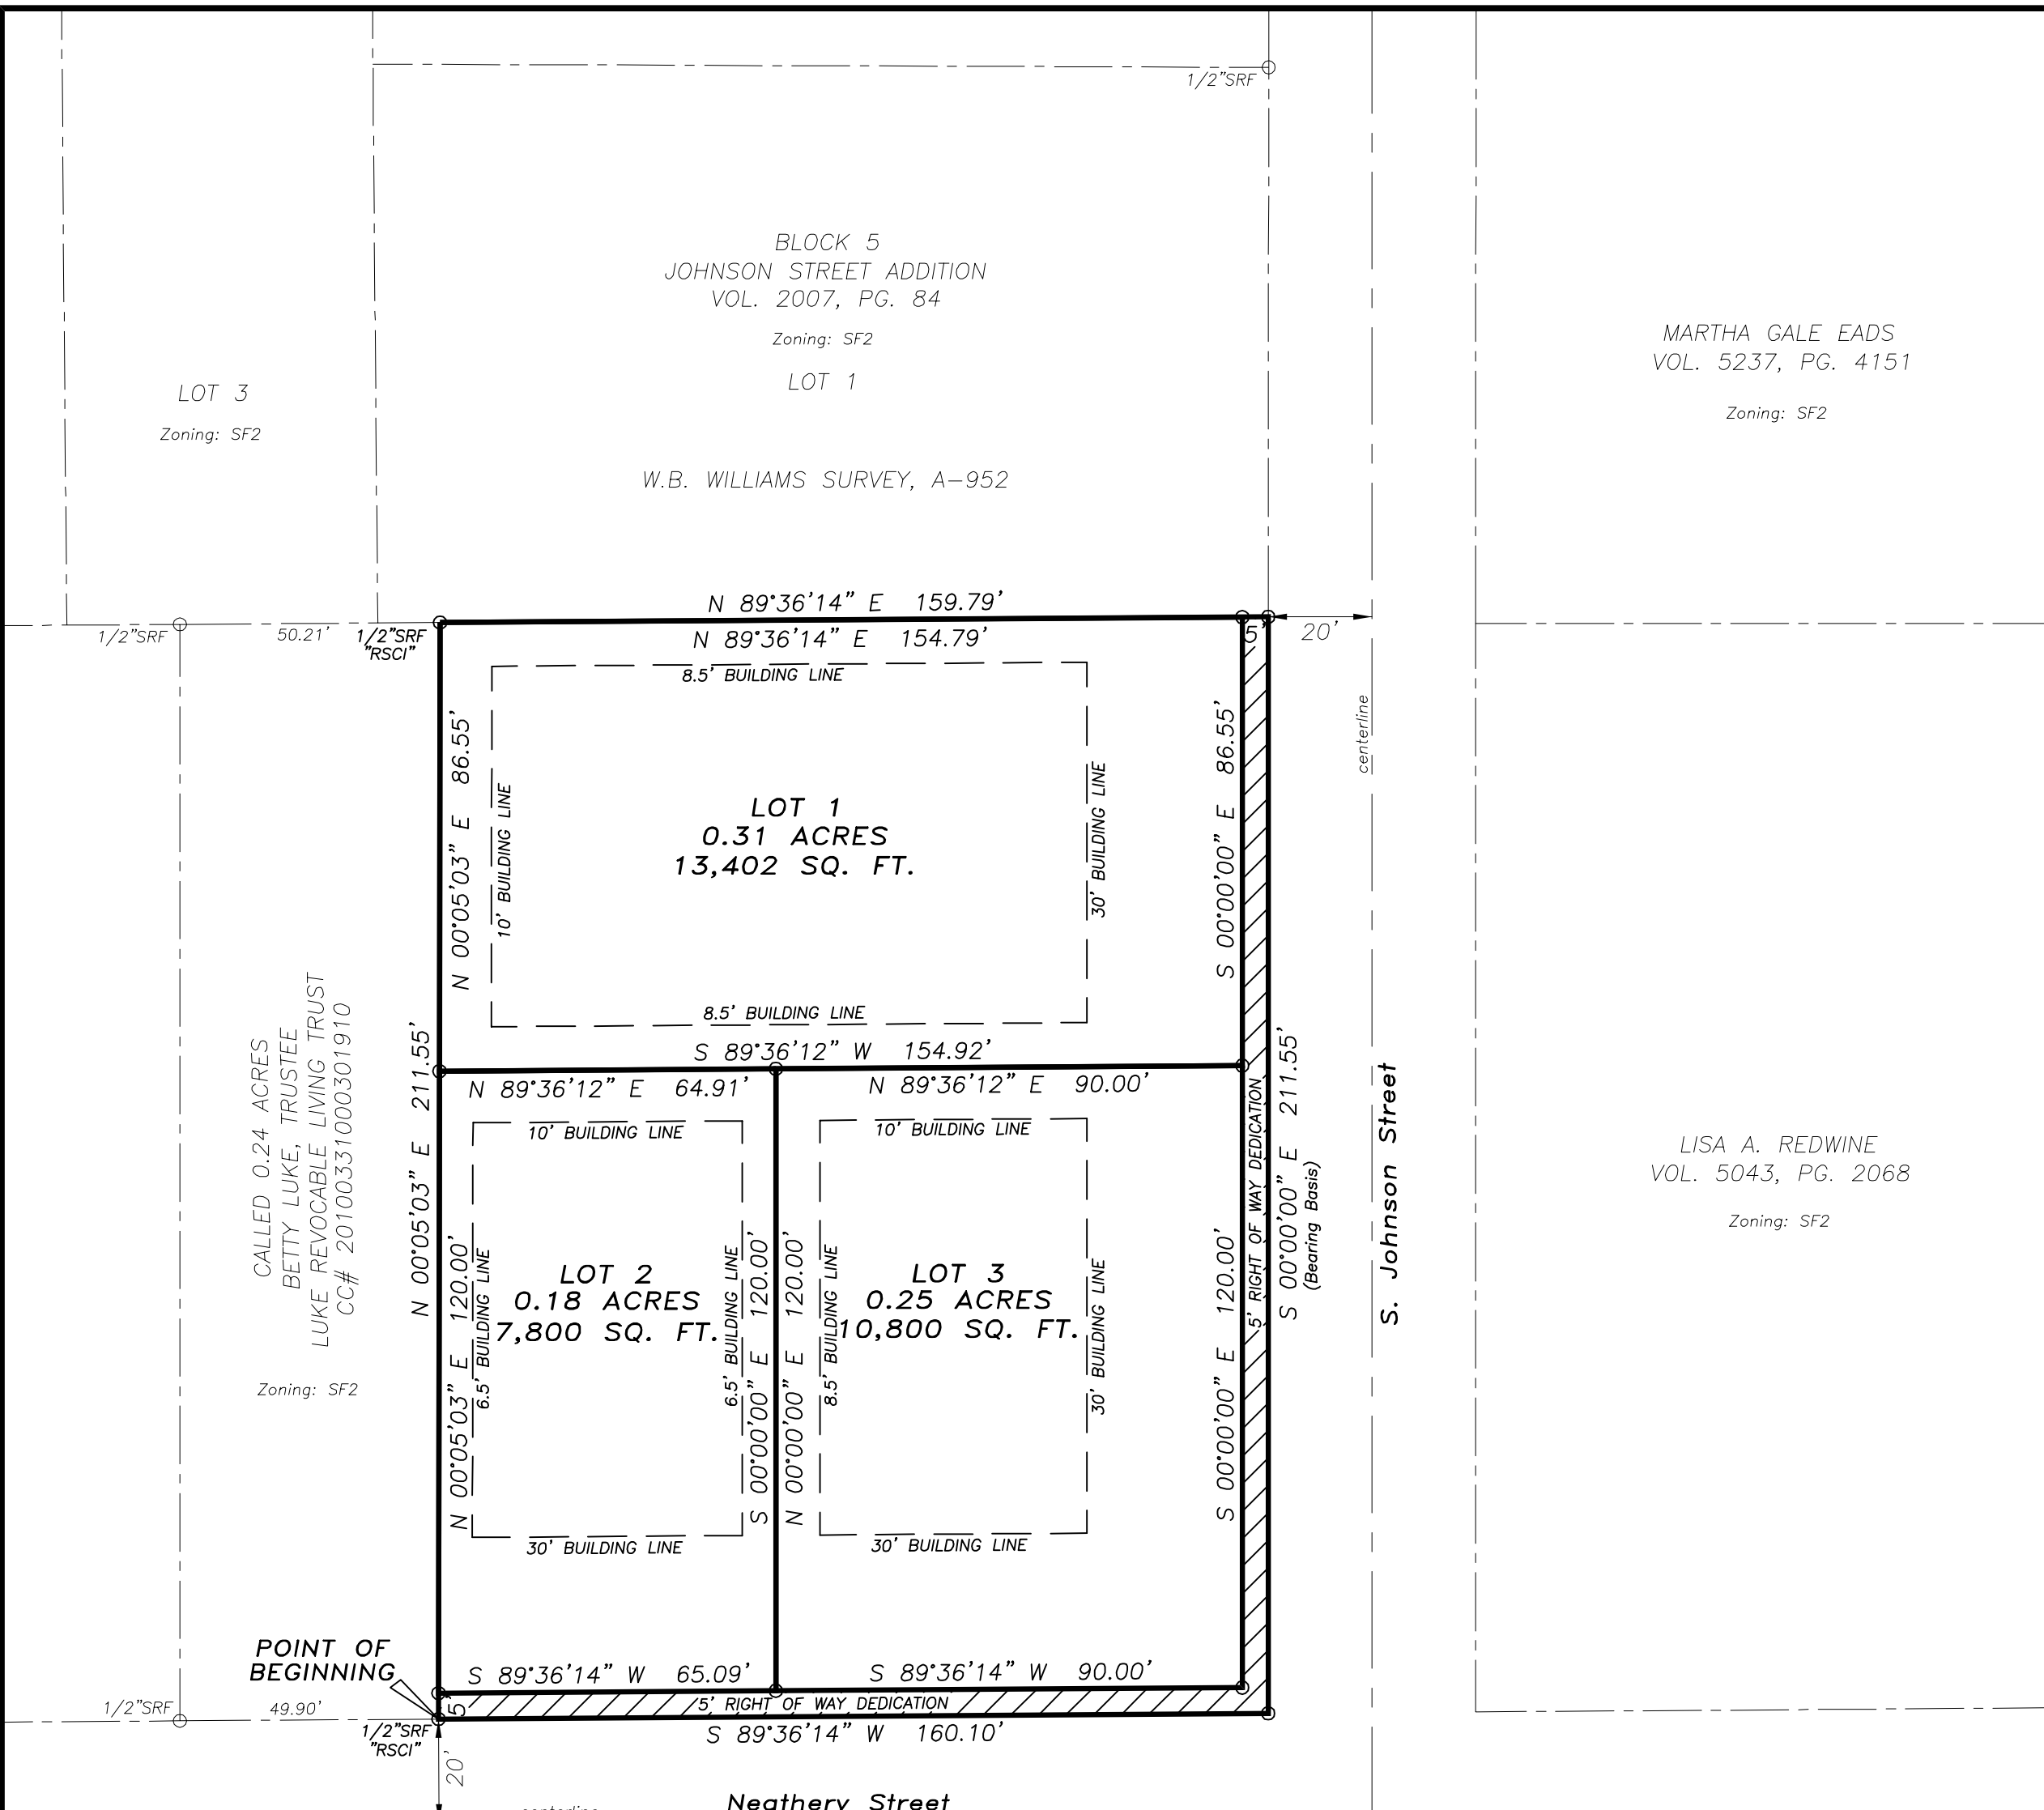 1/2"SRF
BLOCK 5
JOHNSON STREET ADDITION
VOL. 2007, PG. 84
Zoning: SF2
LOT 1
W.B. WILLIAMS SURVEY, A-952
LOT 3
Zoning: SF2
MARTHA GALE EADS
VOL. 5237, PG. 4151
Zoning: SF2
1/2"SRF
50.21'
1/2"SRF
"RSCI"
N 89°36'14" E 159.79'
N 89°36'14" E 154.79'
5'
20'
8.5' BUILDING LINE
N 00°05'03" E 86.55'
10' BUILDING LINE
LOT 1
0.31 ACRES
13,402 SQ. FT.
30' BUILDING LINE
S 00°00'00" E 86.55'
centerline
8.5' BUILDING LINE
S 89°36'12" W 154.92'
N 89°36'12" E 64.91'
N 89°36'12" E 90.00'
CALLED 0.24 ACRES
BETTY LUKE, TRUSTEE
LUKE REVOCABLE LIVING TRUST
CC# 20100331000301910
Zoning: SF2
N 00°05'03" E 211.55'
10' BUILDING LINE
N 00°05'03" E 120.00'
6.5' BUILDING LINE
LOT 2
0.18 ACRES
7,800 SQ. FT.
6.5' BUILDING LINE
S 00°00'00" E 120.00'
30' BUILDING LINE
10' BUILDING LINE
N 00°00'00" E 120.00'
8.5' BUILDING LINE
LOT 3
0.25 ACRES
10,800 SQ. FT.
30' BUILDING LINE
S 00°00'00" E 120.00'
30' BUILDING LINE
5' RIGHT OF WAY DEDICATION
S 00°00'00" E 211.55'
(Bearing Basis)
S. Johnson Street
LISA A. REDWINE
VOL. 5043, PG. 2068
Zoning: SF2
POINT OF
BEGINNING
S 89°36'14" W 65.09'
S 89°36'14" W 90.00'
1/2"SRF
49.90'
5'
5' RIGHT OF WAY DEDICATION
1/2"SRF
"RSCI"
S 89°36'14" W 160.10'
20'
centerline
Neathery Street